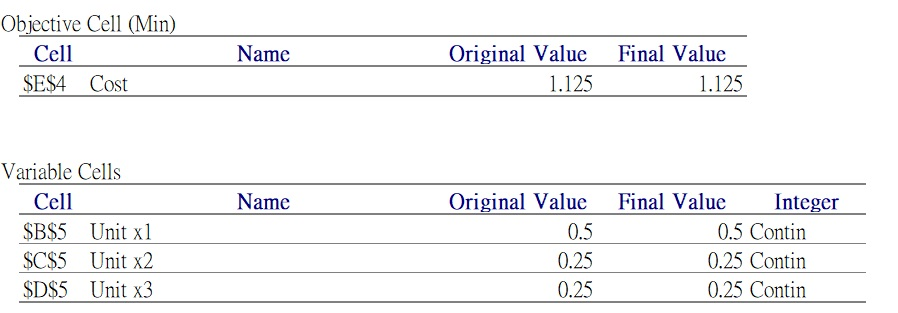 Objective Cell (Min)
Cell Name Original Value Final Value
$E$4 Cost 1.125 1.125
Variable Cells
Cell Name Original Value Final Value Integer
$B$5 Unit x1 0.5 0.5 Contin
$C$5 Unit x2 0.25 0.25 Contin
$D$5 Unit x3 0.25 0.25 Contin